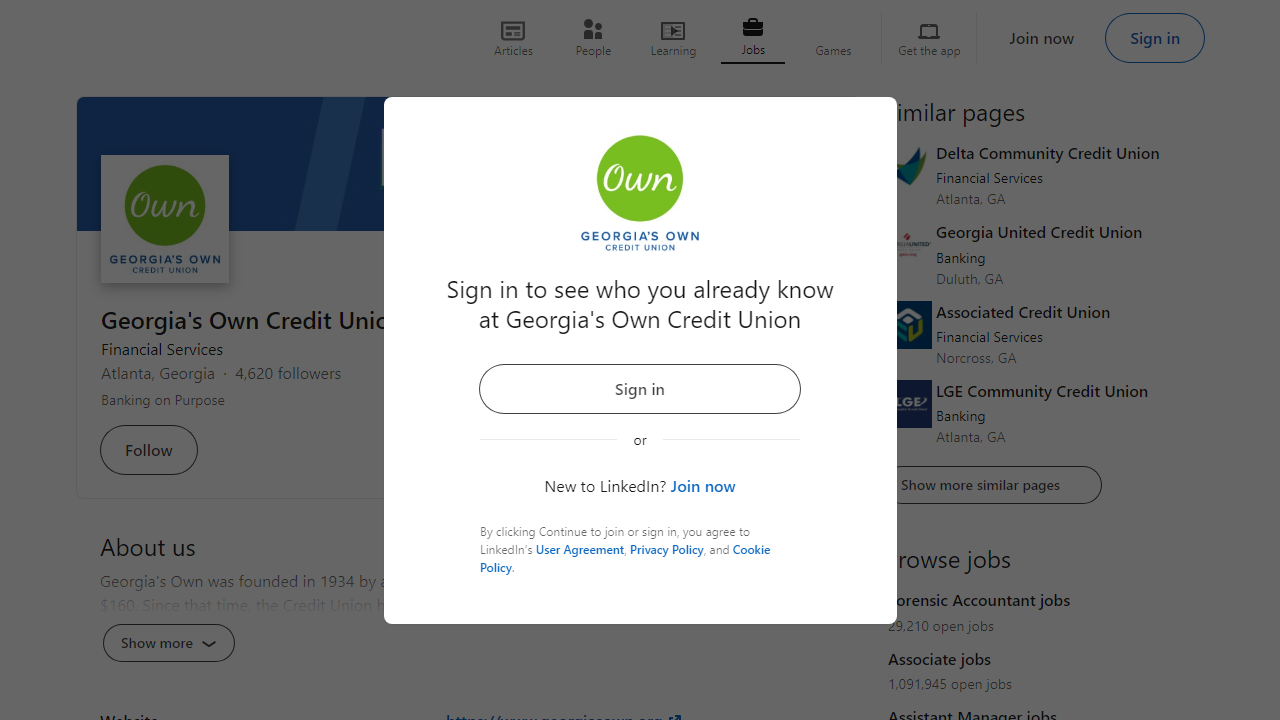 Articles
People
Learning
Jobs
Games
Get the app
Join now
Sign in
Own
GEORGIA'S OWN
CREDIT UNION
Georgia's Own Credit
Financial Services
Atlanta, Georgia · 4,620 followers
Banking on Purpose
Follow
About us
Georgia's Own was founded in 1934 by
$160. Since that time, the Credit Union
Show more
Website
https://www.georgiasown.org
Own
GEORGIA'S OWN
CREDIT UNION
Sign in to see who you already know
at Georgia's Own Credit Union
Sign in
or
New to LinkedIn? Join now
By clicking Continue to join or sign in, you agree to
LinkedIn's User Agreement, Privacy Policy, and Cookie
Policy.
pages
Delta Community Credit Union
Financial Services
Atlanta, GA
Georgia United Credit Union
Banking
Duluth, GA
Associated Credit Union
Financial Services
Norcross, GA
LGE
LGE Community Credit Union
Banking
Atlanta, GA
Show more similar pages
jobs
Forensic Accountant jobs
29,210 open jobs
Associate jobs
1,091,945 open jobs
Assistant Manager jobs